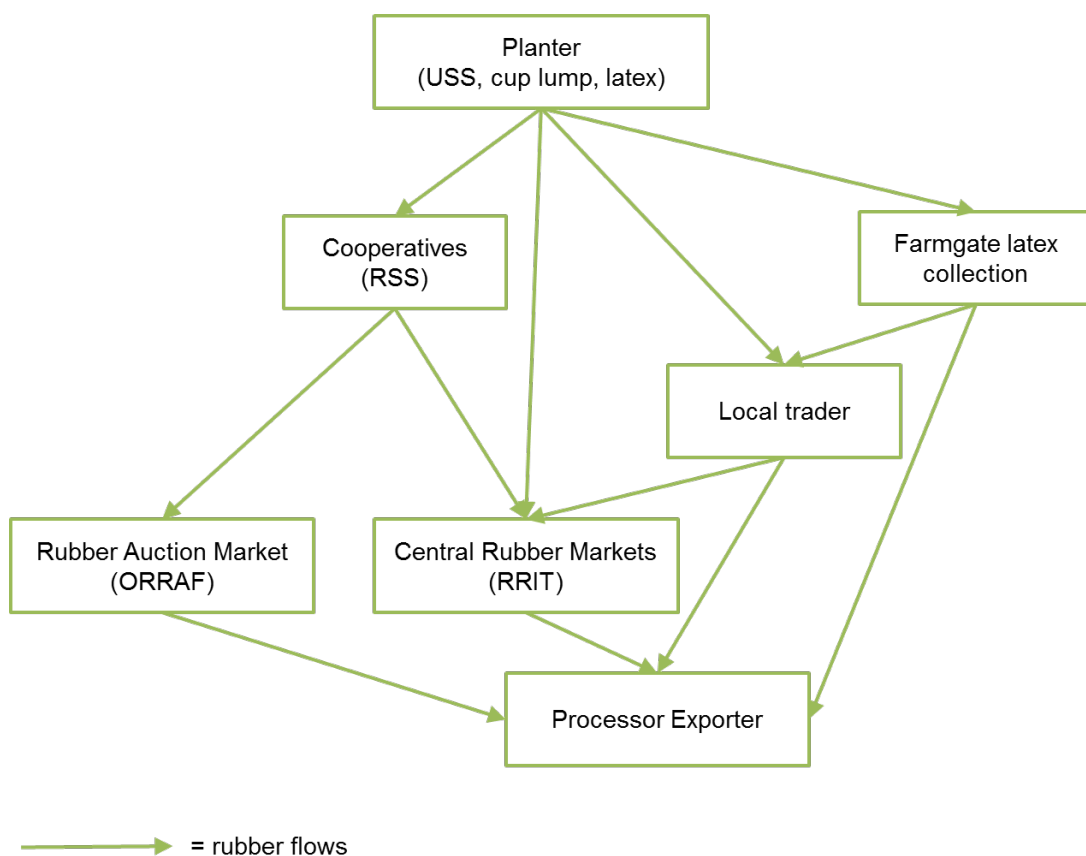 Planter
(USS, cup lump, latex)
Cooperatives
(RSS)
Farmgate latex
collection
Local trader
Rubber Auction Market
(ORRAF)
Central Rubber Markets
(RRIT)
Processor Exporter
= rubber flows